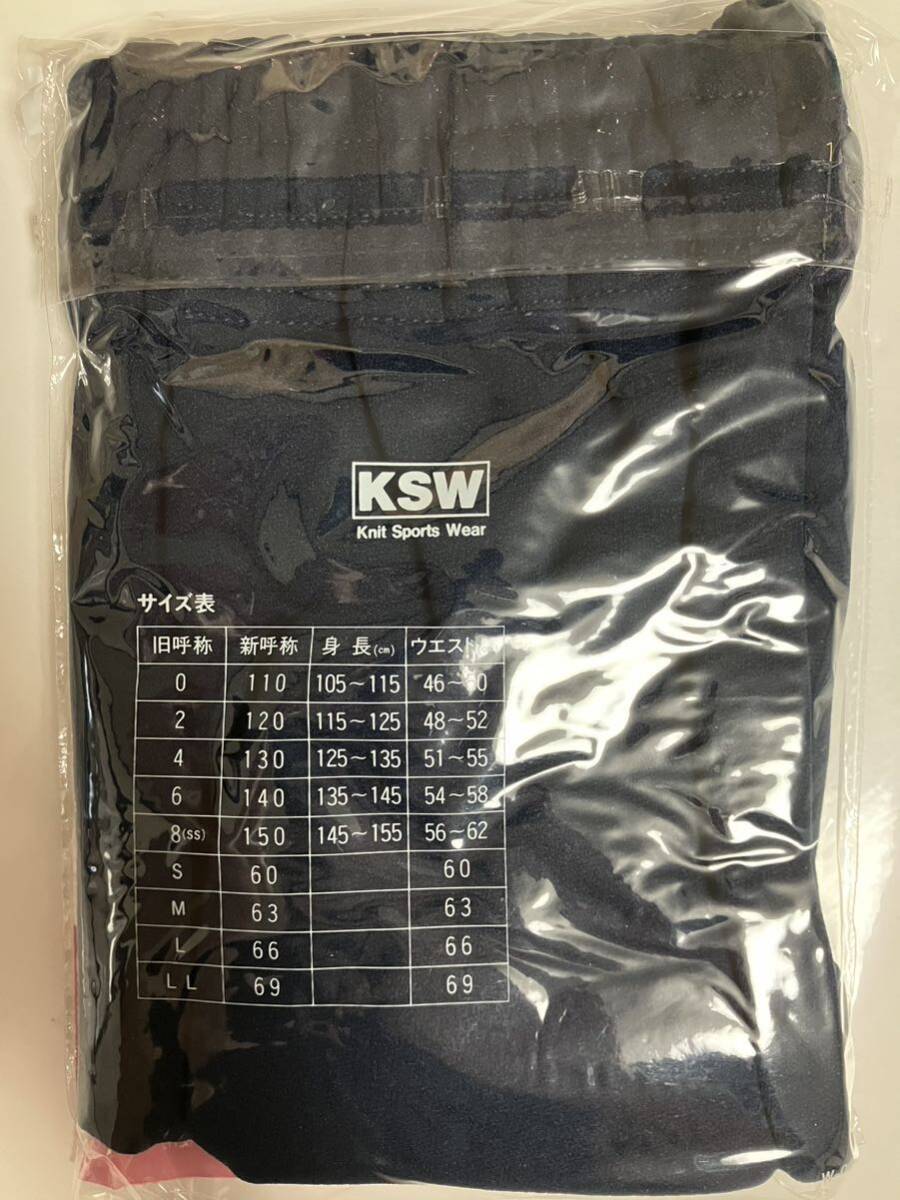 KSW
Knit Sports Wear
サイズ表
旧呼称 新呼称 身長(cm) ウエスト
0 110 105～115 46～50
2 120 115～125 48～52
4 130 125～135 51～55
6 140 135～145 54～58
8(SS) 150 145～155 56～62
S 60 60
M 63 63
L 66 66
LL 69 69